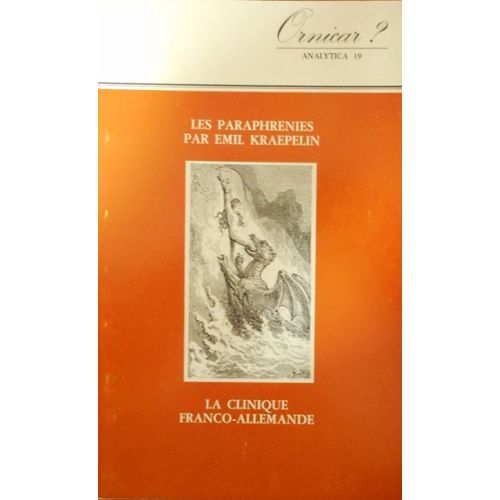 Ornicar ?
ANALYTICA 19
LES PARAPHRENIES
PAR EMIL KRAEPELIN
LA CLINIQUE
FRANCO-ALLEMANDE